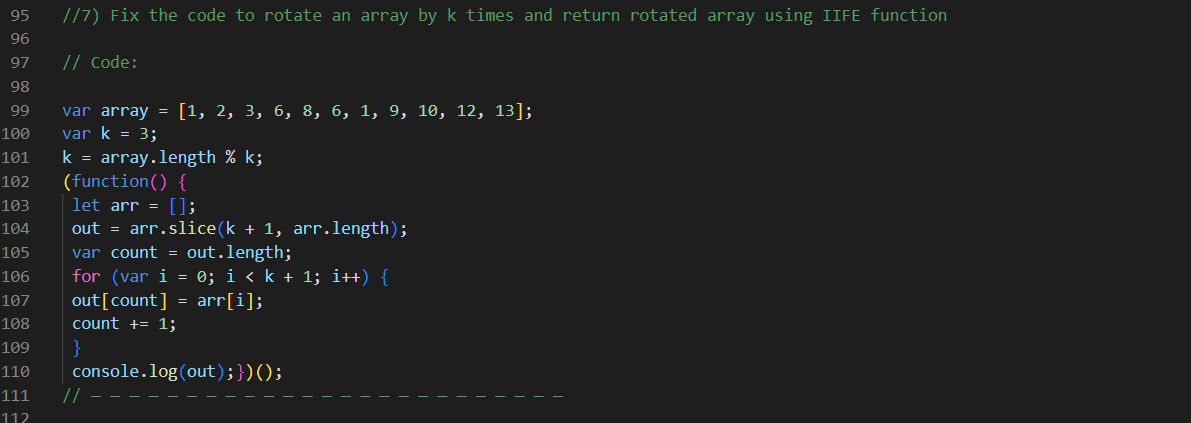 95 //7) Fix the code to rotate an array by k times and return rotated array using IIFE function
96
97 // Code:
98
99 var array = [1, 2, 3, 6, 8, 6, 1, 9, 10, 12, 13];
100 var k = 3;
101 k = array.length % k;
102 (function() {
103 let arr = [];
104 out = arr.slice(k + 1, arr.length);
105 var count = out.length;
106 for (var i = 0; i < k + 1; i++) {
107 out[count] = arr[i];
108 count += 1;
109 }
110 console.log(out);})();
111 // – – – – – – – – – – – – – – – – – – – – – – – – –
112